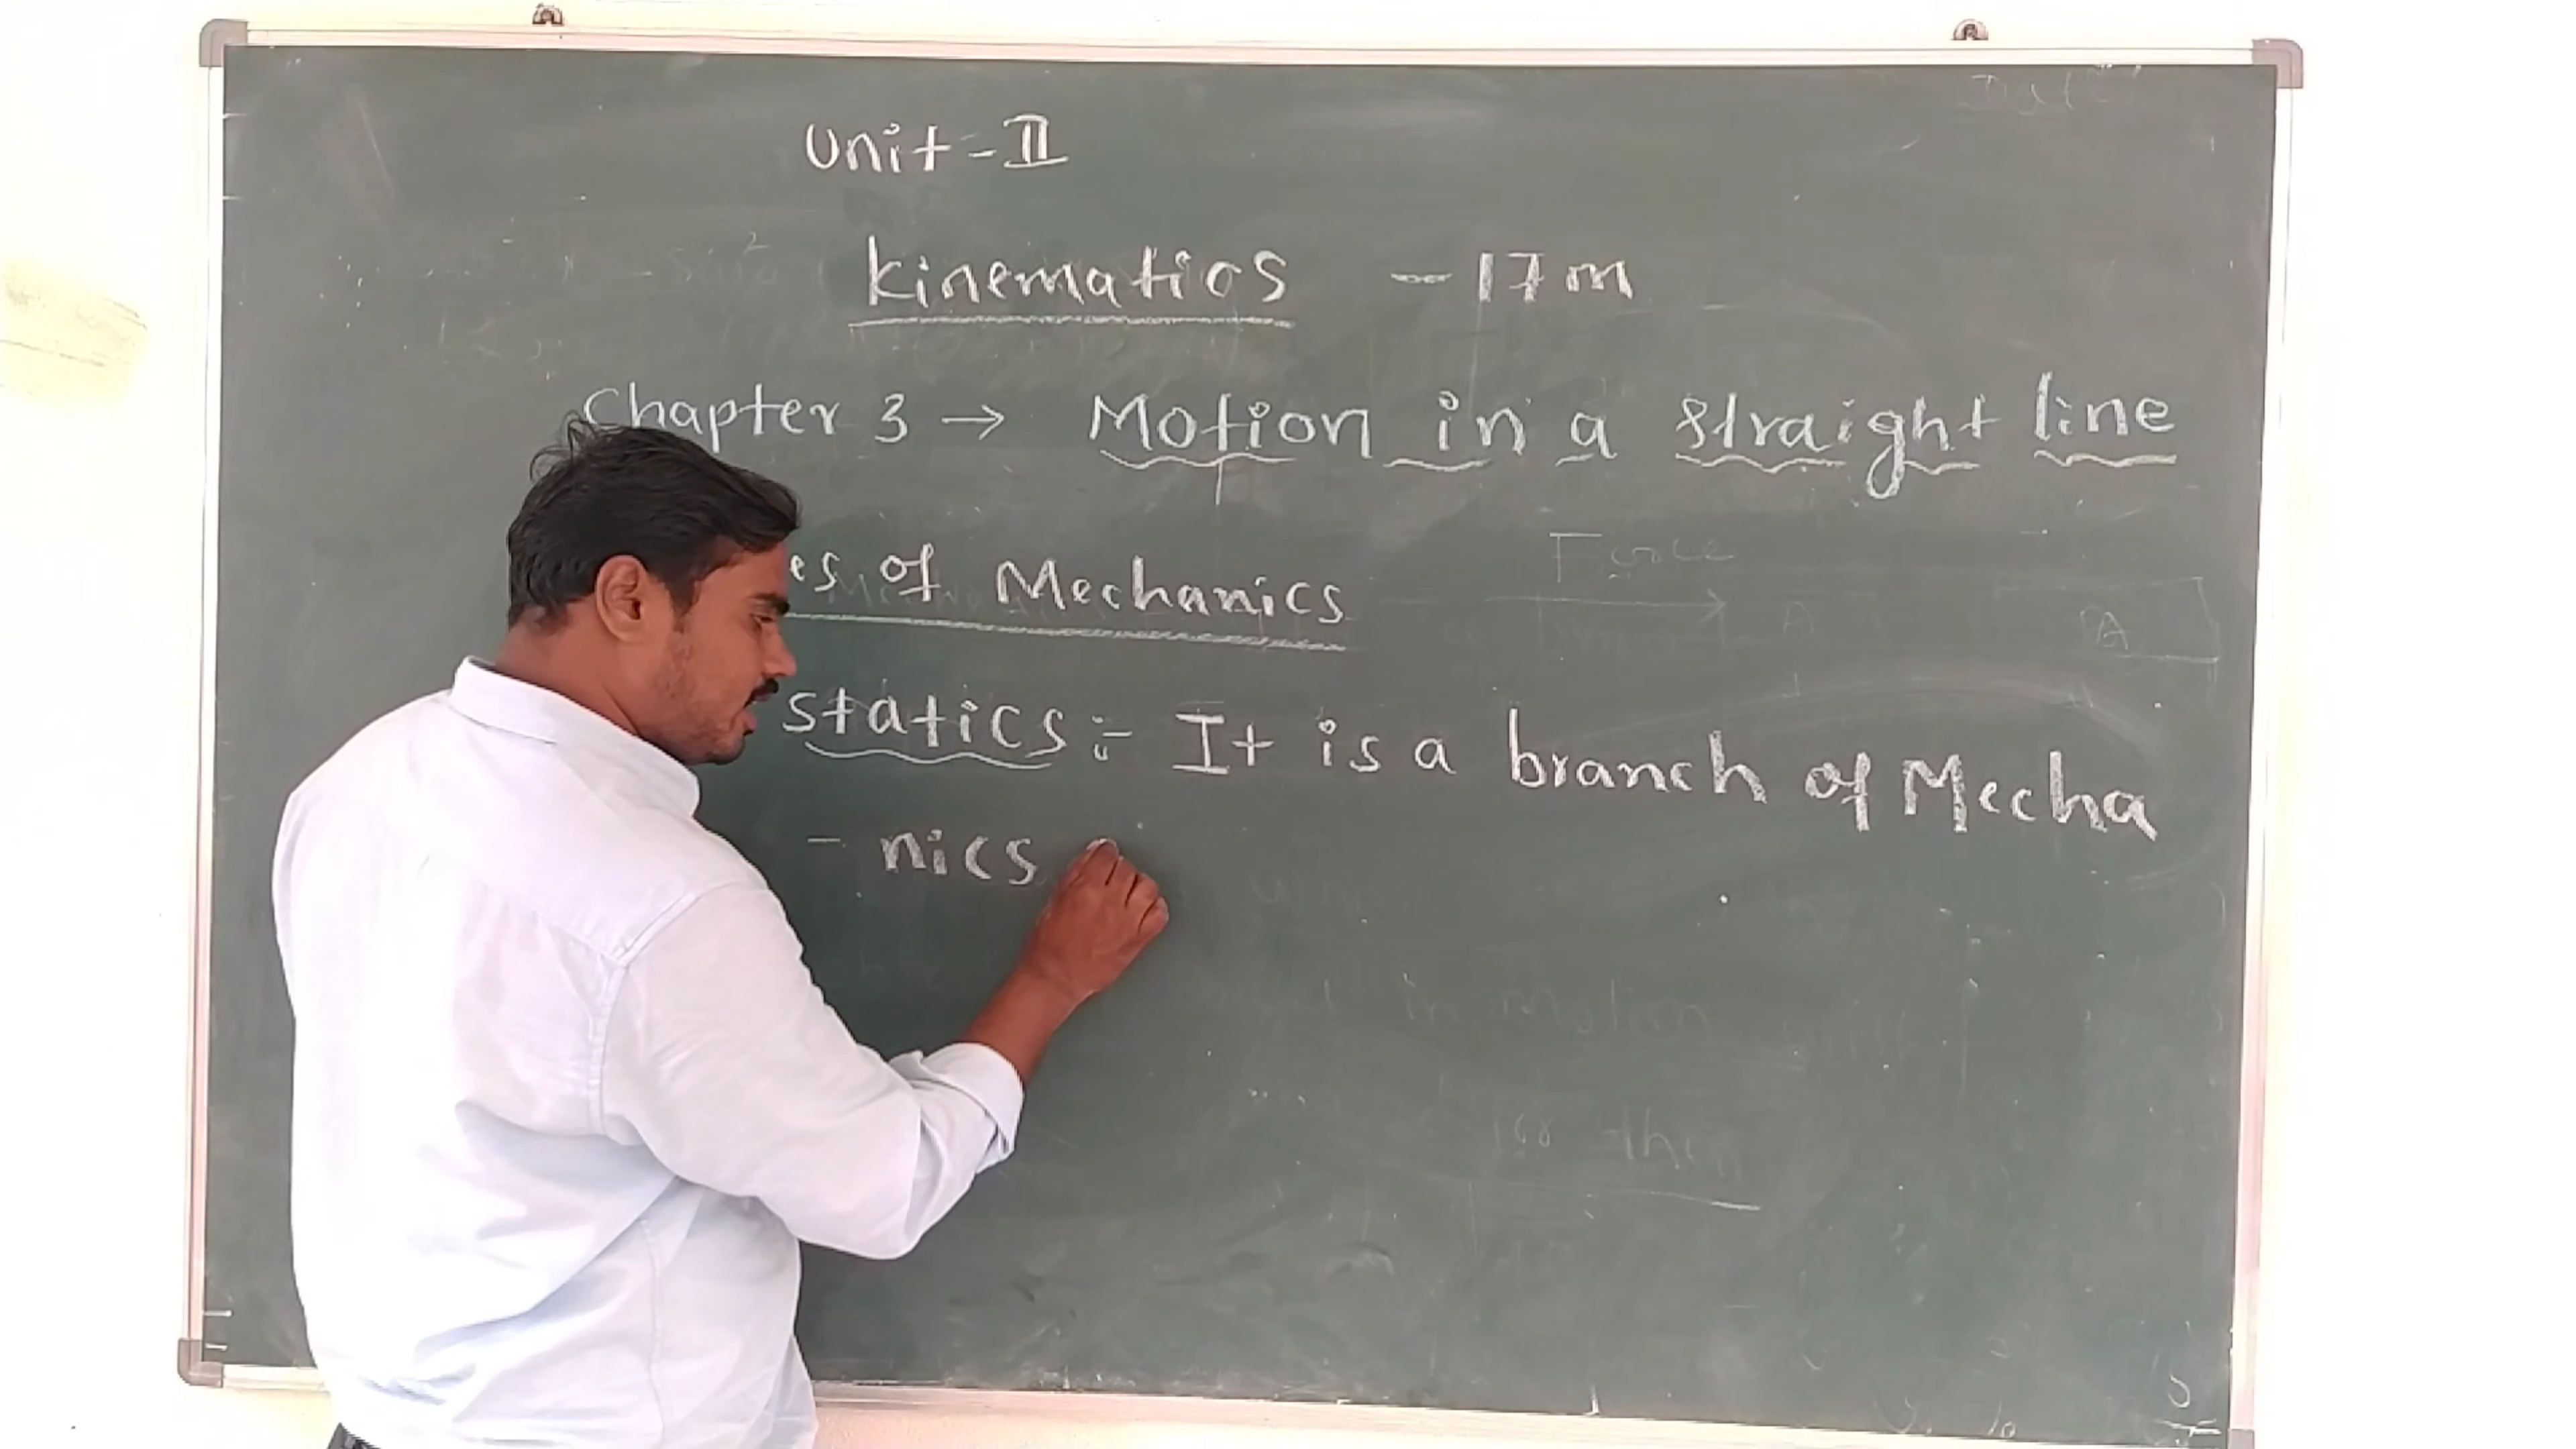 Unit - II
Kinematics - 17m
Chapter 3 → Motion in a straight line
es of Mechanics
statics :- It is a branch of Mecha
- nics